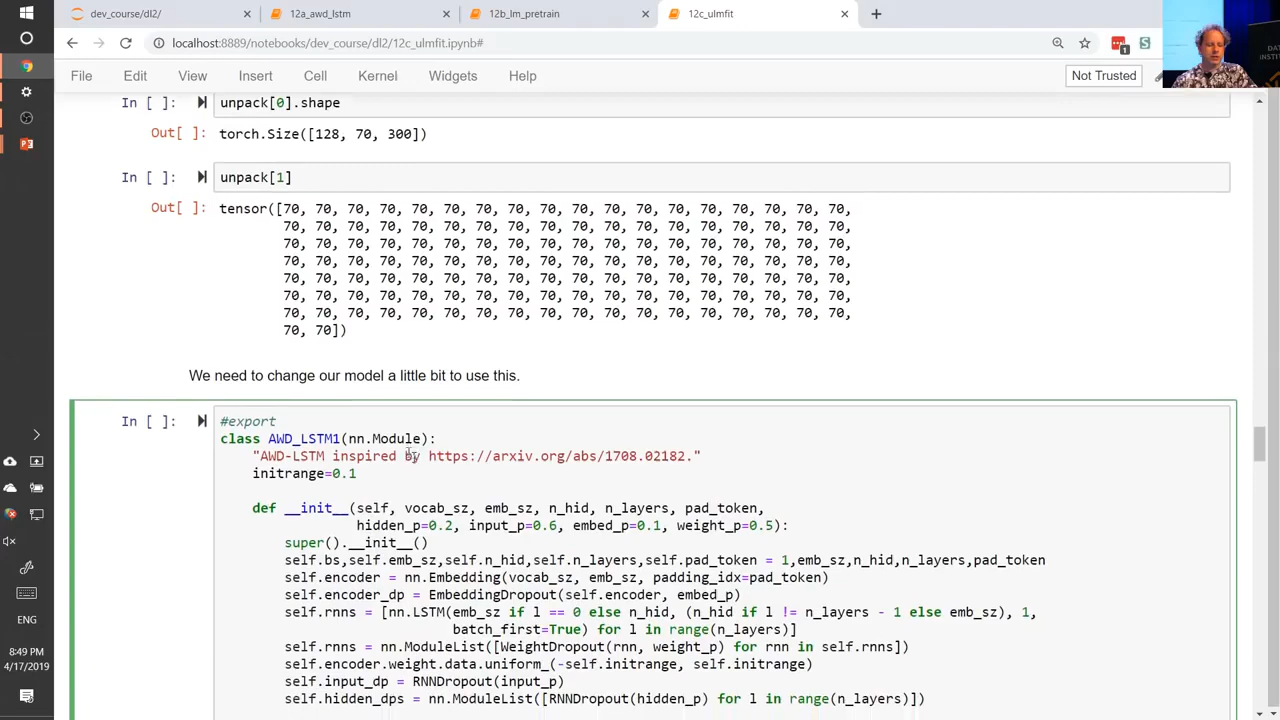 dev_course/dl2/
12a_awd_lstm
12b_lm_pretrain
12c_ulmfit
localhost:8889/notebooks/dev_course/dl2/12c_ulmfit.ipynb#
1
S
File Edit View Insert Cell Kernel Widgets Help
Not Trusted
In [ ]: unpack[0].shape
Out[ ]: torch.Size([128, 70, 300])
In [ ]: unpack[1]
Out[ ]: tensor([70, 70, 70, 70, 70, 70, 70, 70, 70, 70, 70, 70, 70, 70, 70, 70, 70, 70,
70, 70, 70, 70, 70, 70, 70, 70, 70, 70, 70, 70, 70, 70, 70, 70, 70, 70,
70, 70, 70, 70, 70, 70, 70, 70, 70, 70, 70, 70, 70, 70, 70, 70, 70, 70,
70, 70, 70, 70, 70, 70, 70, 70, 70, 70, 70, 70, 70, 70, 70, 70, 70, 70,
70, 70, 70, 70, 70, 70, 70, 70, 70, 70, 70, 70, 70, 70, 70, 70, 70, 70,
70, 70, 70, 70, 70, 70, 70, 70, 70, 70, 70, 70, 70, 70, 70, 70, 70, 70,
70, 70, 70, 70, 70, 70, 70, 70, 70, 70, 70, 70, 70, 70, 70, 70, 70, 70,
70, 70])
We need to change our model a little bit to use this.
In [ ]: #export
class AWD_LSTM1(nn.Module):
"AWD-LSTM inspired by https://arxiv.org/abs/1708.02182."
initrange=0.1
def __init__(self, vocab_sz, emb_sz, n_hid, n_layers, pad_token,
hidden_p=0.2, input_p=0.6, embed_p=0.1, weight_p=0.5):
super().__init__()
self.bs,self.emb_sz,self.n_hid,self.n_layers,self.pad_token = 1,emb_sz,n_hid,n_layers,pad_token
self.encoder = nn.Embedding(vocab_sz, emb_sz, padding_idx=pad_token)
self.encoder_dp = EmbeddingDropout(self.encoder, embed_p)
self.rnns = [nn.LSTM(emb_sz if l == 0 else n_hid, (n_hid if l != n_layers - 1 else emb_sz), 1,
batch_first=True) for l in range(n_layers)]
self.rnns = nn.ModuleList([WeightDropout(rnn, weight_p) for rnn in self.rnns])
self.encoder.weight.data.uniform_(-self.initrange, self.initrange)
self.input_dp = RNNDropout(input_p)
self.hidden_dps = nn.ModuleList([RNNDropout(hidden_p) for l in range(n_layers)])
ENG
8:49 PM
4/17/2019